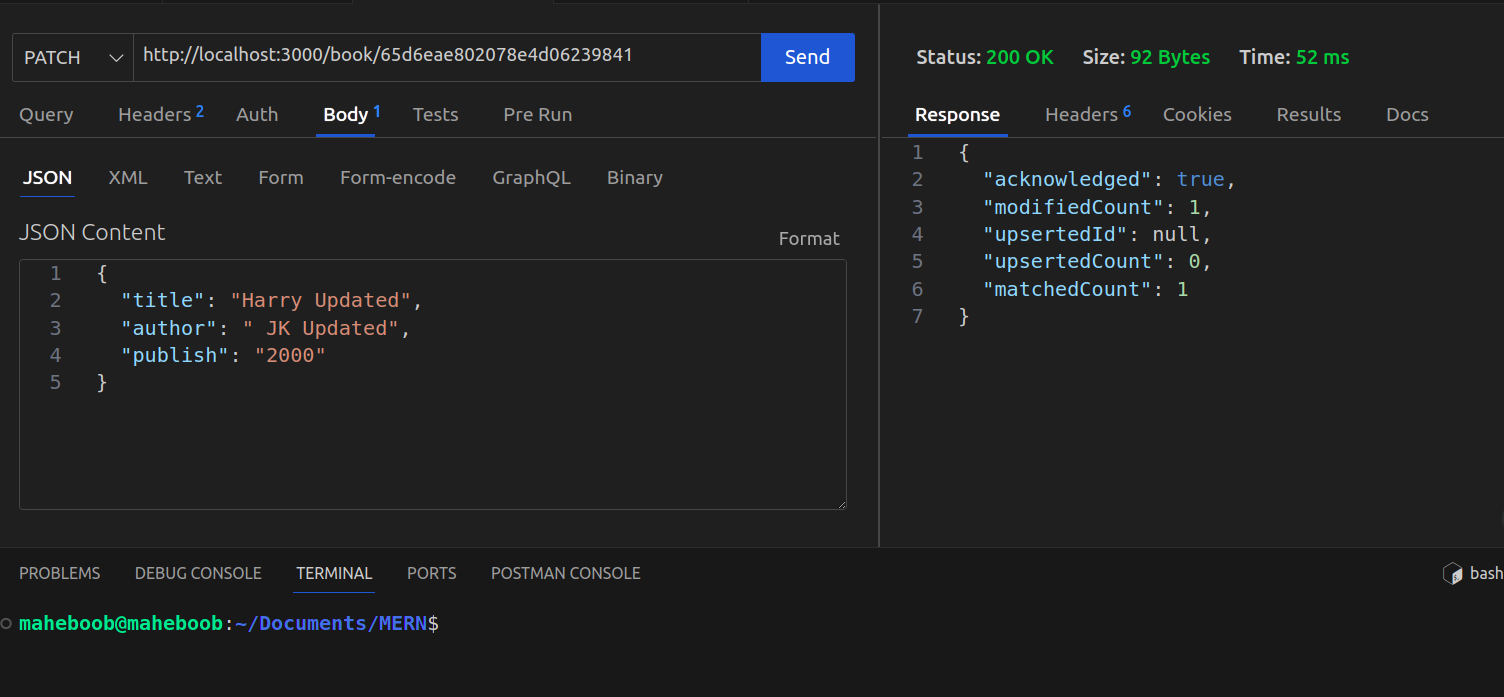 PATCH http://localhost:3000/book/65d6eae802078e4d06239841 Send
Query Headers 2 Auth Body 1 Tests Pre Run
JSON XML Text Form Form-encode GraphQL Binary
JSON Content
Format
1 {
2 "title": "Harry Updated",
3 "author": " JK Updated",
4 "publish": "2000"
5 }
Status: 200 OK Size: 92 Bytes Time: 52 ms
Response Headers 6 Cookies Results Docs
1 {
2 "acknowledged": true,
3 "modifiedCount": 1,
4 "upsertedId": null,
5 "upsertedCount": 0,
6 "matchedCount": 1
7 }
PROBLEMS DEBUG CONSOLE TERMINAL PORTS POSTMAN CONSOLE
bash
maheboob@maheboob:~/Documents/MERN$